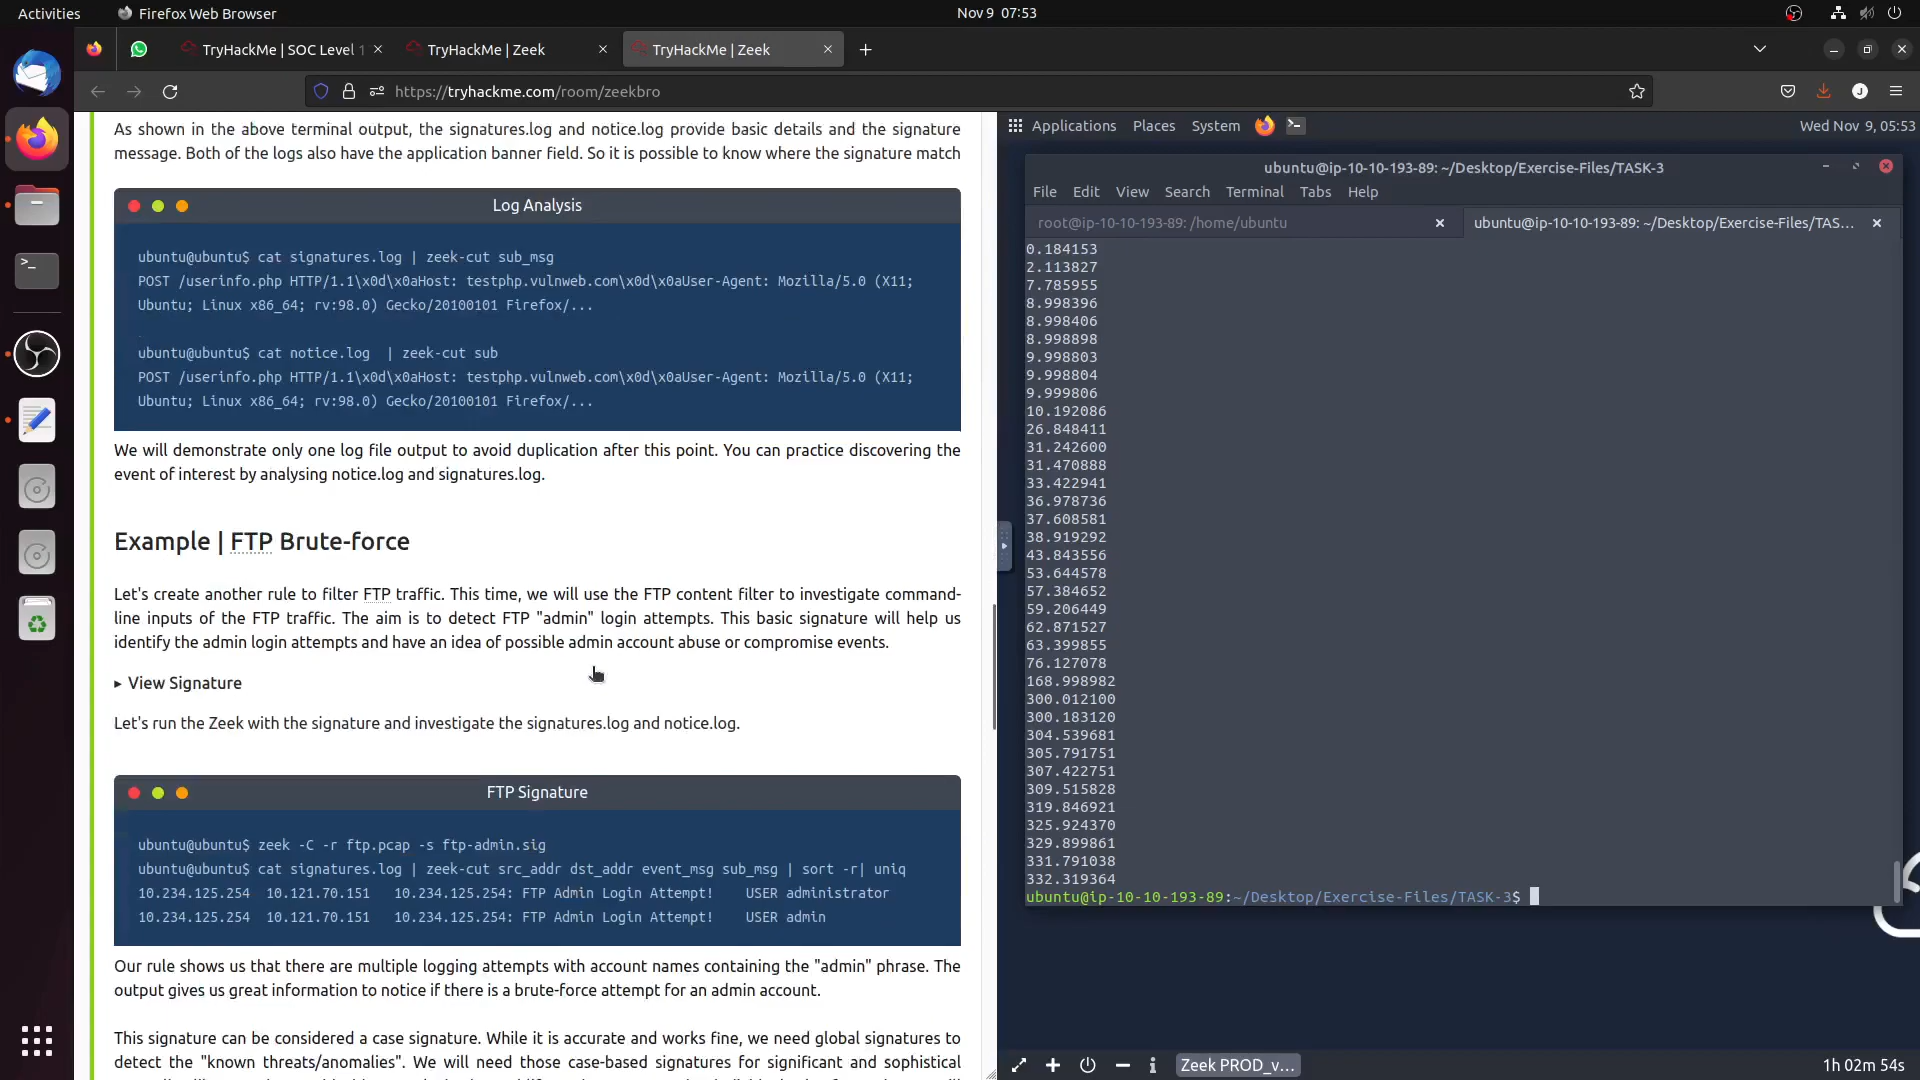 Activities
Firefox Web Browser
Nov 9 07:53
TryHackMe | SOC Level 1
TryHackMe | Zeek
TryHackMe | Zeek
https://tryhackme.com/room/zeekbro
As shown in the above terminal output, the signatures.log and notice.log provide basic details and the signature
message. Both of the logs also have the application banner field. So it is possible to know where the signature match
Log Analysis
ubuntu@ubuntu$ cat signatures.log | zeek-cut sub_msg
POST /userinfo.php HTTP/1.1\x0d\x0aHost: testphp.vulnweb.com\x0d\x0aUser-Agent: Mozilla/5.0 (X11;
Ubuntu; Linux x86_64; rv:98.0) Gecko/20100101 Firefox/...
ubuntu@ubuntu$ cat notice.log  | zeek-cut sub
POST /userinfo.php HTTP/1.1\x0d\x0aHost: testphp.vulnweb.com\x0d\x0aUser-Agent: Mozilla/5.0 (X11;
Ubuntu; Linux x86_64; rv:98.0) Gecko/20100101 Firefox/...
We will demonstrate only one log file output to avoid duplication after this point. You can practice discovering the
event of interest by analysing notice.log and signatures.log.
Example | FTP Brute-force
Let's create another rule to filter FTP traffic. This time, we will use the FTP content filter to investigate command-
line inputs of the FTP traffic. The aim is to detect FTP "admin" login attempts. This basic signature will help us
identify the admin login attempts and have an idea of possible admin account abuse or compromise events.
View Signature
Let's run the Zeek with the signature and investigate the signatures.log and notice.log.
FTP Signature
ubuntu@ubuntu$ zeek -C -r ftp.pcap -s ftp-admin.sig
ubuntu@ubuntu$ cat signatures.log | zeek-cut src_addr dst_addr event_msg sub_msg | sort -r| uniq
10.234.125.254  10.121.70.151   10.234.125.254: FTP Admin Login Attempt!    USER administrator
10.234.125.254  10.121.70.151   10.234.125.254: FTP Admin Login Attempt!    USER admin
Our rule shows us that there are multiple logging attempts with account names containing the "admin" phrase. The
output gives us great information to notice if there is a brute-force attempt for an admin account.
This signature can be considered a case signature. While it is accurate and works fine, we need global signatures to
detect the "known threats/anomalies". We will need those case-based signatures for significant and sophistical
Applications
Places
System
Wed Nov 9, 05:53
ubuntu@ip-10-10-193-89: ~/Desktop/Exercise-Files/TASK-3
File Edit View Search Terminal Tabs Help
root@ip-10-10-193-89: /home/ubuntu
ubuntu@ip-10-10-193-89: ~/Desktop/Exercise-Files/TAS...
0.184153
2.113827
7.785955
8.998396
8.998406
8.998898
9.998803
9.998804
9.999806
10.192086
26.848411
31.242600
31.470888
33.422941
36.978736
37.608581
38.919292
43.843556
53.644578
57.384652
59.206449
62.871527
63.399855
76.127078
168.998982
300.012100
300.183120
304.539681
305.791751
307.422751
309.515828
319.846921
325.924370
329.899861
331.791038
332.319364
ubuntu@ip-10-10-193-89:~/Desktop/Exercise-Files/TASK-3$
Zeek PROD_v...
1h 02m 54s